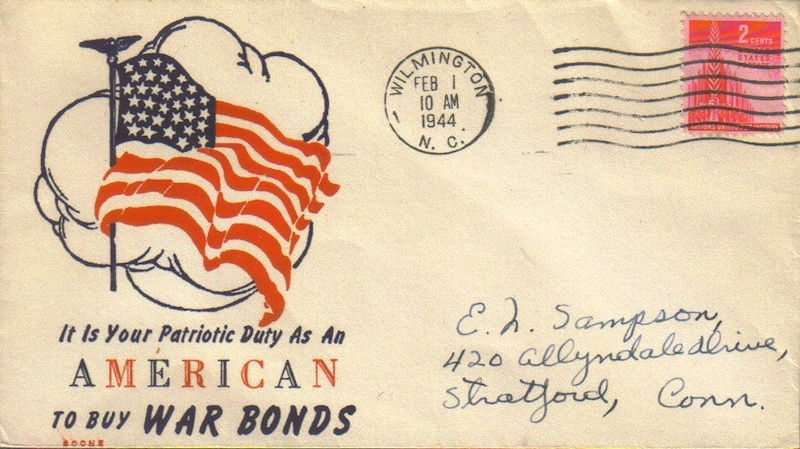 WILMINGTON
FEB 1
10 AM
1944
N. C.
2 CENTS
STATES
NATIONS UNITED
E. N. Sampson,
420 Allyndale Drive,
Stratford, Conn.
It Is Your Patriotic Duty As An
AMERICAN
TO BUY WAR BONDS
BOONE